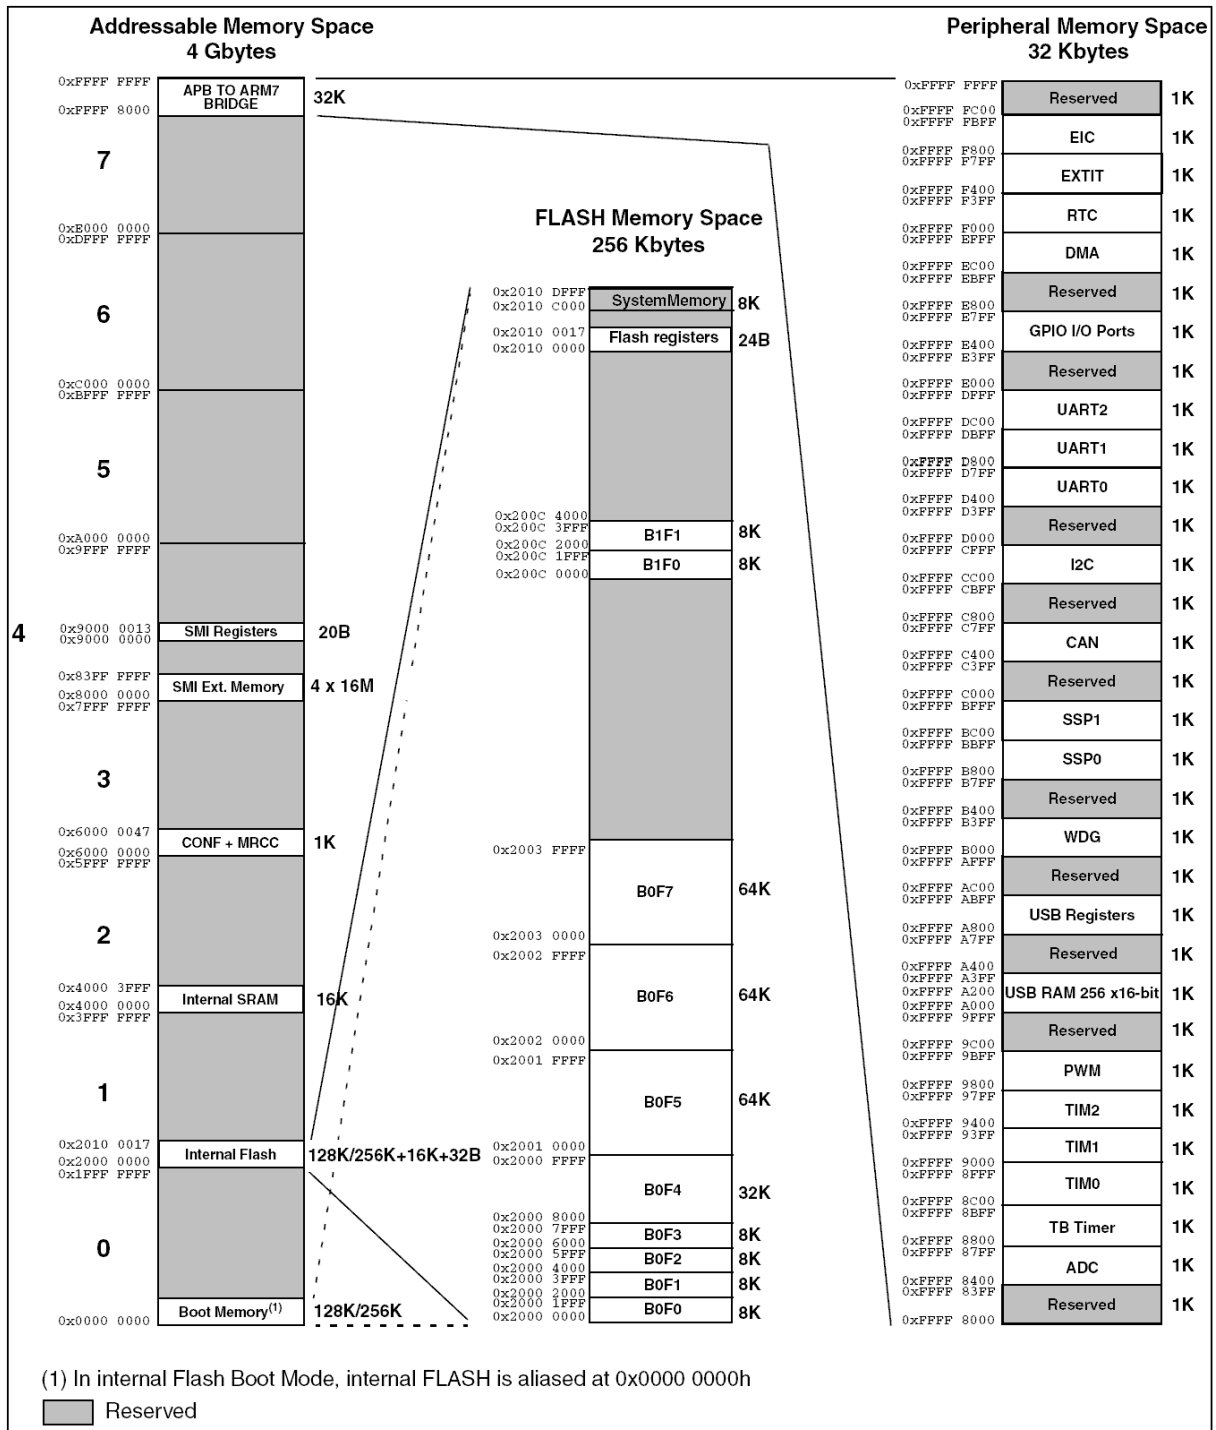 Addressable Memory Space
4 Gbytes
0xFFFF FFFF
APB TO ARM7
BRIDGE
32K
0xFFFF 8000
7
0xE000 0000
0xDFFF FFFF
6
0xC000 0000
0xBFFF FFFF
5
0xA000 0000
0x9FFF FFFF
4
0x9000 0013
SMI Registers
20B
0x9000 0000
0x83FF FFFF
SMI Ext. Memory
4 x 16M
0x8000 0000
0x7FFF FFFF
3
0x6000 0047
CONF + MRCC
1K
0x6000 0000
0x5FFF FFFF
2
0x4000 3FFF
Internal SRAM
16K
0x4000 0000
0x3FFF FFFF
1
0x2010 0017
Internal Flash
128K/256K+16K+32B
0x2000 0000
0x1FFF FFFF
0
Boot Memory(1)
128K/256K
0x0000 0000
FLASH Memory Space
256 Kbytes
0x2010 DFFF
SystemMemory
8K
0x2010 C000
0x2010 0017
Flash registers
24B
0x2010 0000
0x200C 4000
0x200C 3FFF
B1F1
8K
0x200C 2000
0x200C 1FFF
B1F0
8K
0x200C 0000
0x2003 FFFF
B0F7
64K
0x2003 0000
0x2002 FFFF
B0F6
64K
0x2002 0000
0x2001 FFFF
B0F5
64K
0x2001 0000
0x2000 FFFF
B0F4
32K
0x2000 8000
0x2000 7FFF
B0F3
8K
0x2000 6000
0x2000 5FFF
B0F2
8K
0x2000 4000
0x2000 3FFF
B0F1
8K
0x2000 2000
0x2000 1FFF
B0F0
8K
0x2000 0000
Peripheral Memory Space
32 Kbytes
0xFFFF FFFF
Reserved
1K
0xFFFF FC00
0xFFFF FBFF
EIC
1K
0xFFFF F800
0xFFFF F7FF
EXTIT
1K
0xFFFF F400
0xFFFF F3FF
RTC
1K
0xFFFF F000
0xFFFF EFFF
DMA
1K
0xFFFF EC00
0xFFFF EBFF
Reserved
1K
0xFFFF E800
0xFFFF E7FF
GPIO I/O Ports
1K
0xFFFF E400
0xFFFF E3FF
Reserved
1K
0xFFFF E000
0xFFFF DFFF
UART2
1K
0xFFFF DC00
0xFFFF DBFF
UART1
1K
0xFFFF D800
0xFFFF D7FF
UART0
1K
0xFFFF D400
0xFFFF D3FF
Reserved
1K
0xFFFF D000
0xFFFF CFFF
I2C
1K
0xFFFF CC00
0xFFFF CBFF
Reserved
1K
0xFFFF C800
0xFFFF C7FF
CAN
1K
0xFFFF C400
0xFFFF C3FF
Reserved
1K
0xFFFF C000
0xFFFF BFFF
SSP1
1K
0xFFFF BC00
0xFFFF BBFF
SSP0
1K
0xFFFF B800
0xFFFF B7FF
Reserved
1K
0xFFFF B400
0xFFFF B3FF
WDG
1K
0xFFFF B000
0xFFFF AFFF
Reserved
1K
0xFFFF AC00
0xFFFF ABFF
USB Registers
1K
0xFFFF A800
0xFFFF A7FF
Reserved
1K
0xFFFF A400
0xFFFF A3FF
0xFFFF A200
USB RAM 256 x16-bit
1K
0xFFFF A000
0xFFFF 9FFF
Reserved
1K
0xFFFF 9C00
0xFFFF 9BFF
PWM
1K
0xFFFF 9800
0xFFFF 97FF
TIM2
1K
0xFFFF 9400
0xFFFF 93FF
TIM1
1K
0xFFFF 9000
0xFFFF 8FFF
TIM0
1K
0xFFFF 8C00
0xFFFF 8BFF
TB Timer
1K
0xFFFF 8800
0xFFFF 87FF
ADC
1K
0xFFFF 8400
0xFFFF 83FF
Reserved
1K
0xFFFF 8000
(1) In internal Flash Boot Mode, internal FLASH is aliased at 0x0000 0000h
Reserved